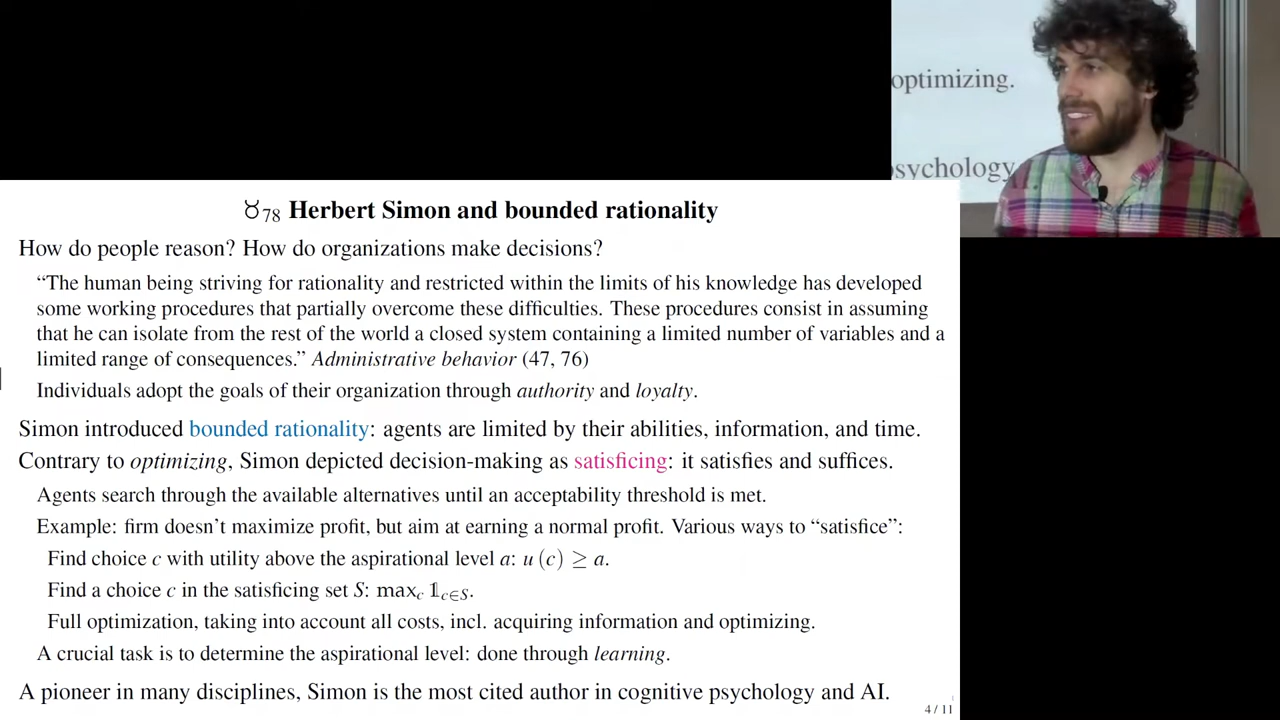 optimizing.
psychology
♉78 Herbert Simon and bounded rationality
How do people reason? How do organizations make decisions?
“The human being striving for rationality and restricted within the limits of his knowledge has developed
some working procedures that partially overcome these difficulties. These procedures consist in assuming
that he can isolate from the rest of the world a closed system containing a limited number of variables and a
limited range of consequences.” Administrative behavior (47, 76)
Individuals adopt the goals of their organization through authority and loyalty.
Simon introduced bounded rationality: agents are limited by their abilities, information, and time.
Contrary to optimizing, Simon depicted decision-making as satisficing: it satisfies and suffices.
Agents search through the available alternatives until an acceptability threshold is met.
Example: firm doesn’t maximize profit, but aim at earning a normal profit. Various ways to “satisfice”:
Find choice c with utility above the aspirational level a: u (c) ≥ a.
Find a choice c in the satisficing set S: max_c 𝟙_{c∈S}.
Full optimization, taking into account all costs, incl. acquiring information and optimizing.
A crucial task is to determine the aspirational level: done through learning.
A pioneer in many disciplines, Simon is the most cited author in cognitive psychology and AI.
4 / 11